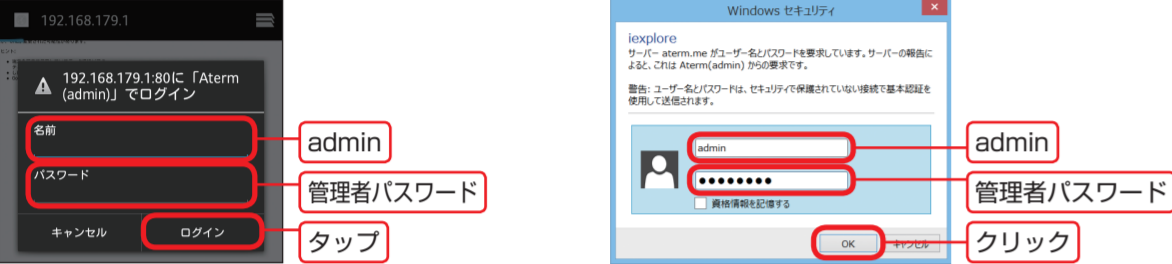 192.168.179.1
192.168.179.1:80に「Aterm
(admin)」でログイン
名前
パスワード
キャンセル
ログイン
admin
管理者パスワード
タップ
Windows セキュリティ
iexplore
サーバー aterm.me がユーザー名とパスワードを要求しています。サーバーの報告に
よると、これは Aterm(admin) からの要求です。
警告: ユーザー名とパスワードは、セキュリティで保護されていない接続で基本認証を
使用して送信されます。
admin
●●●●●●●●
資格情報を記憶する
OK
キャンセル
admin
管理者パスワード
クリック